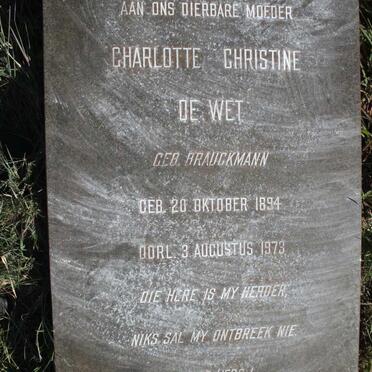 AAN ONS DIERBARE MOEDER
CHARLOTTE CHRISTINE
DE WET
GEB. BRAUCKMANN
GEB. 20 OKTOBER 1894
OORL. 3 AUGUSTUS 1973
DIE HERE IS MY HERDER,
NIKS SAL MY ONTBREEK NIE.